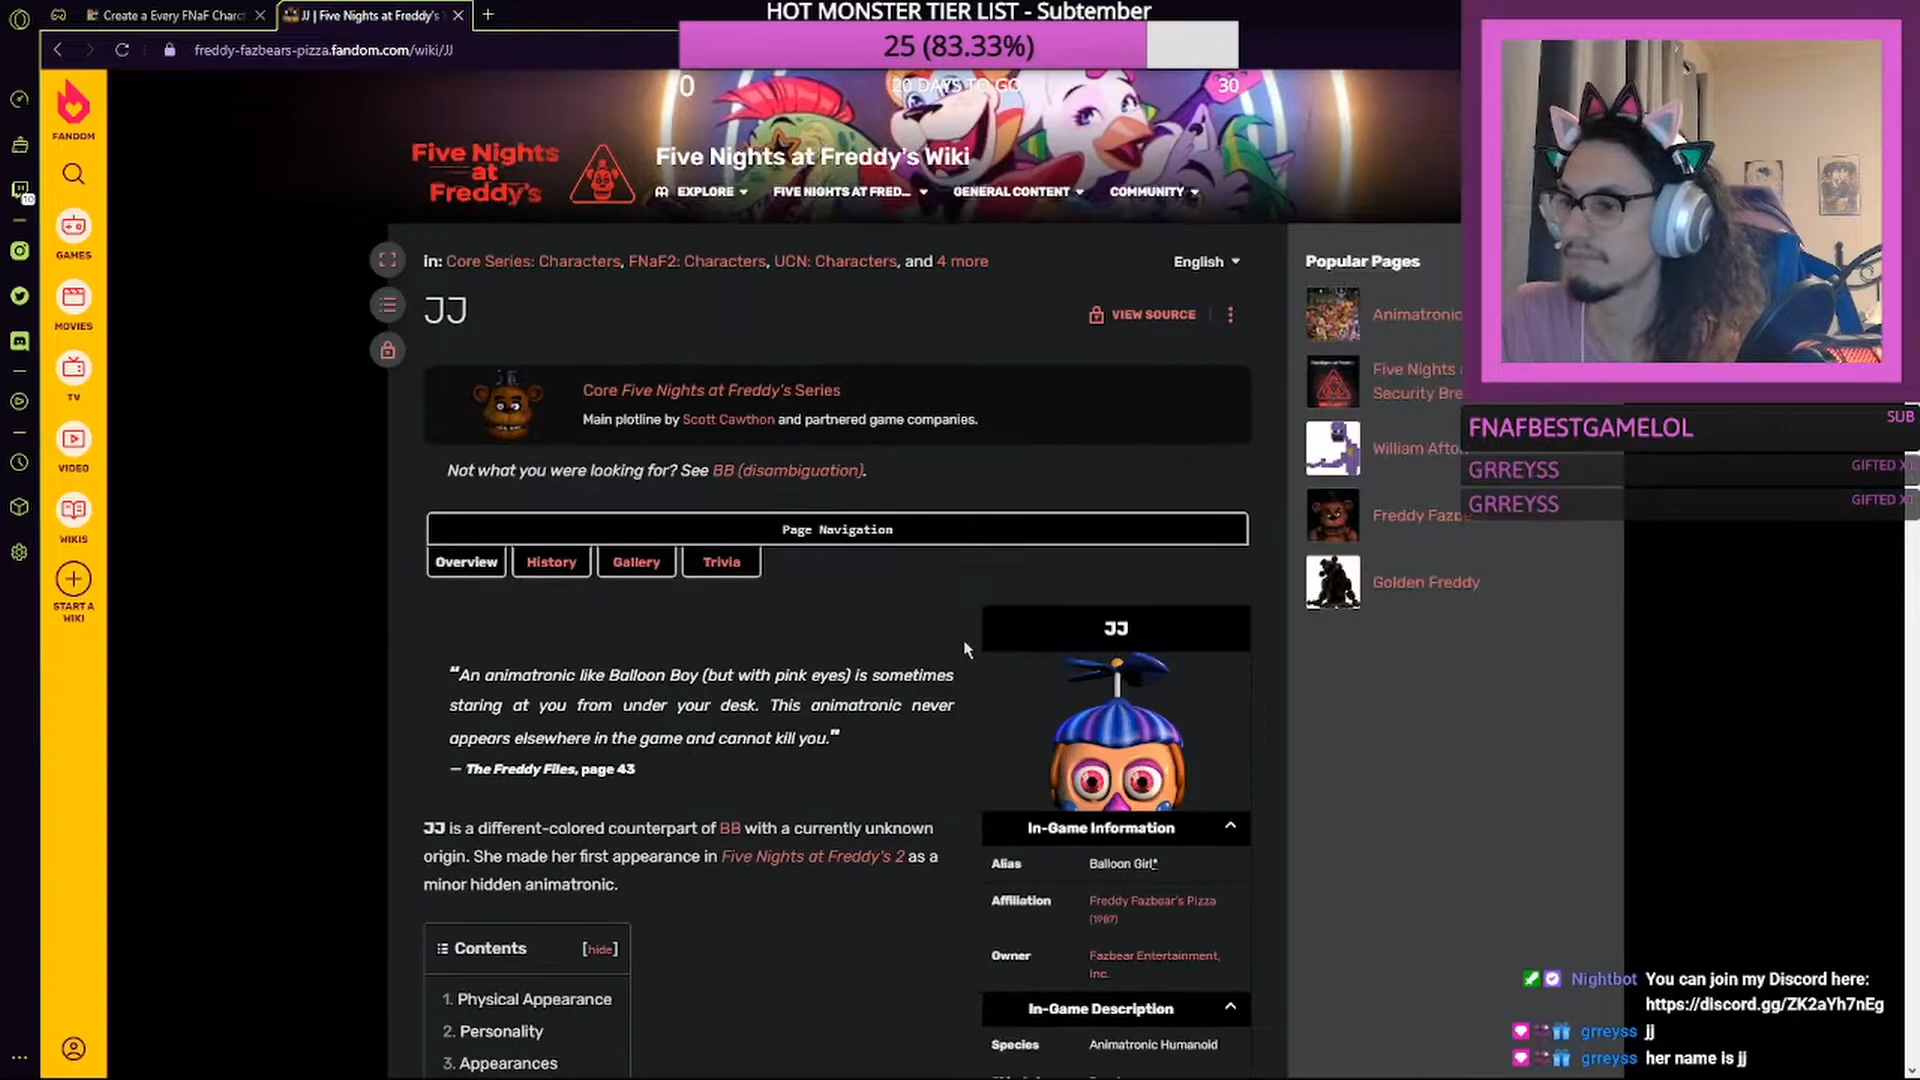 HOT MONSTER TIER LIST - Subtember
25 (83.33%)
0
20 DAYS TO GO
30
Create a Every FNaF Charc
JJ | Five Nights at Freddy's
freddy-fazbears-pizza.fandom.com/wiki/JJ
10
FANDOM
GAMES
MOVIES
TV
VIDEO
WIKIS
START A
WIKI
Five Nights
at
Freddy's
Five Nights at Freddy's Wiki
EXPLORE
FIVE NIGHTS AT FRED...
GENERAL CONTENT
COMMUNITY
in: Core Series: Characters, FNaF2: Characters, UCN: Characters, and 4 more
English
JJ
VIEW SOURCE
Core Five Nights at Freddy's Series
Main plotline by Scott Cawthon and partnered game companies.
Not what you were looking for? See BB (disambiguation).
Page Navigation
Overview
History
Gallery
Trivia
“An animatronic like Balloon Boy (but with pink eyes) is sometimes
staring at you from under your desk. This animatronic never
appears elsewhere in the game and cannot kill you.”
— The Freddy Files, page 43
JJ is a different-colored counterpart of BB with a currently unknown
origin. She made her first appearance in Five Nights at Freddy's 2 as a
minor hidden animatronic.
Contents [hide]
1. Physical Appearance
2. Personality
3. Appearances
JJ
In-Game Information
Alias Balloon Girl*
Affiliation Freddy Fazbear's Pizza
(1987)
Owner Fazbear Entertainment,
Inc.
In-Game Description
Species Animatronic Humanoid
Popular Pages
Animatronic
Five Nights
Security Bre
William Afto
Freddy Fazbe
Golden Freddy
FNAFBESTGAMELOL SUB
GRREYSS GIFTED X1
GRREYSS GIFTED X1
Nightbot You can join my Discord here:
https://discord.gg/ZK2aYh7nEg
grreyss jj
grreyss her name is jj